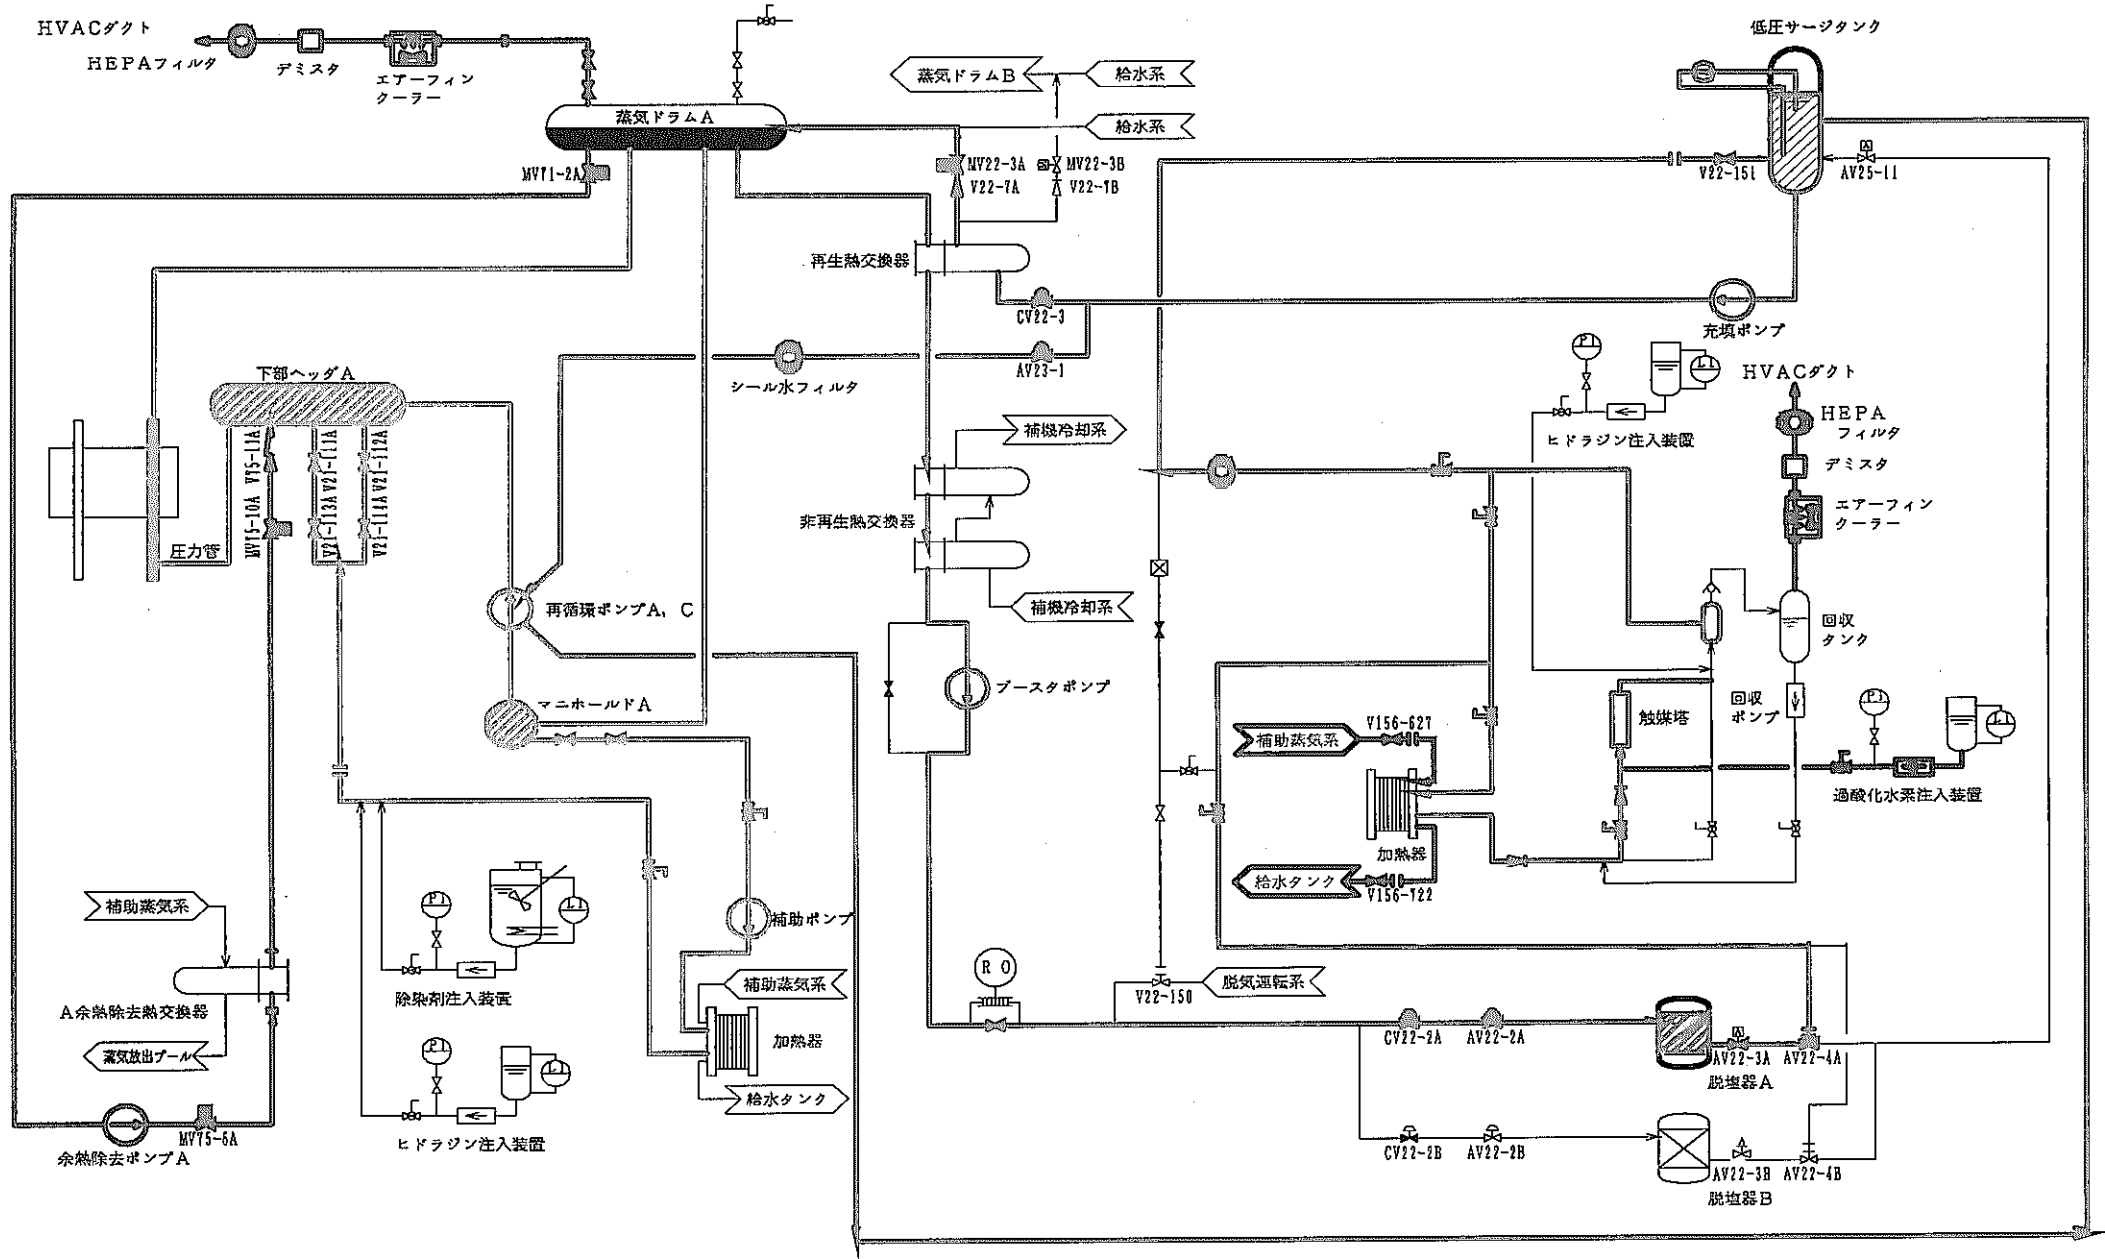 HVACダクト
HEPAフィルタ
デミスタ
エアーフィン
クーラー
蒸気ドラムA
蒸気ドラムB
給水系
給水系
低圧サージタンク
MV71-2A
MV22-3A
V22-7A
MV22-3B
V22-7B
V22-151
AV25-11
再生熱交換器
CV22-3
充填ポンプ
AV23-1
シール水フィルタ
下部ヘッダA
PI
LI
ヒドラジン注入装置
HVACダクト
HEPA
フィルタ
デミスタ
エアーフィン
クーラー
補機冷却系
非再生熱交換器
補機冷却系
MV75-10A V75-11A
V21-113A V21-111A
V21-114A V21-112A
圧力管
再循環ポンプA, C
回収
タンク
ブースタポンプ
マニホールドA
回収
ポンプ
触媒塔
PI
LI
V156-627
補助蒸気系
過酸化水素注入装置
加熱器
給水タンク
V156-722
補助蒸気系
PI
LI
補助ポンプ
除染剤注入装置
補助蒸気系
RO
脱気運転系
V22-150
A余熱除去熱交換器
蒸気放出プール
PI
LI
加熱器
給水タンク
CV22-2A
AV22-2A
AV22-3A
AV22-4A
脱塩器A
MV75-5A
余熱除去ポンプA
ヒドラジン注入装置
CV22-2B
AV22-2B
AV22-3B
AV22-4B
脱塩器B